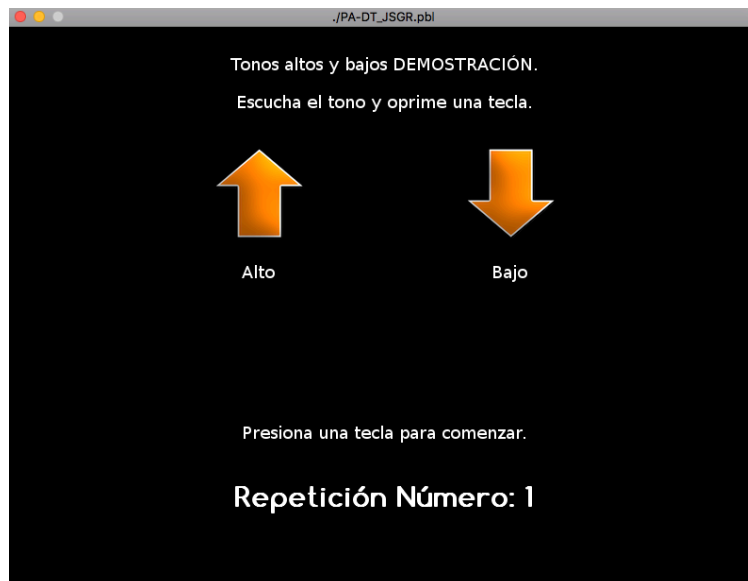 ./PA-DT_JSGR.pbl
Tonos altos y bajos DEMOSTRACIÓN.
Escucha el tono y oprime una tecla.
Alto Bajo
Presiona una tecla para comenzar.
Repetición Número: 1